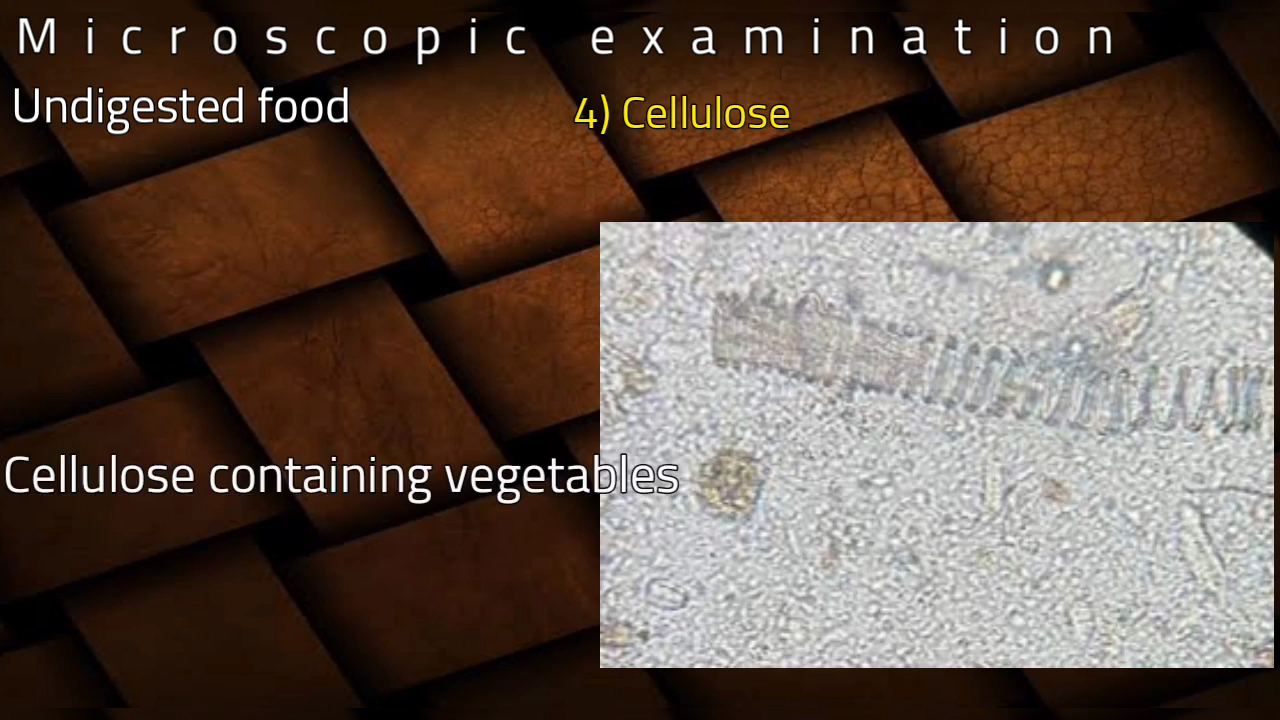 Microscopic examination
Undigested food
4) Cellulose
Cellulose containing vegetables